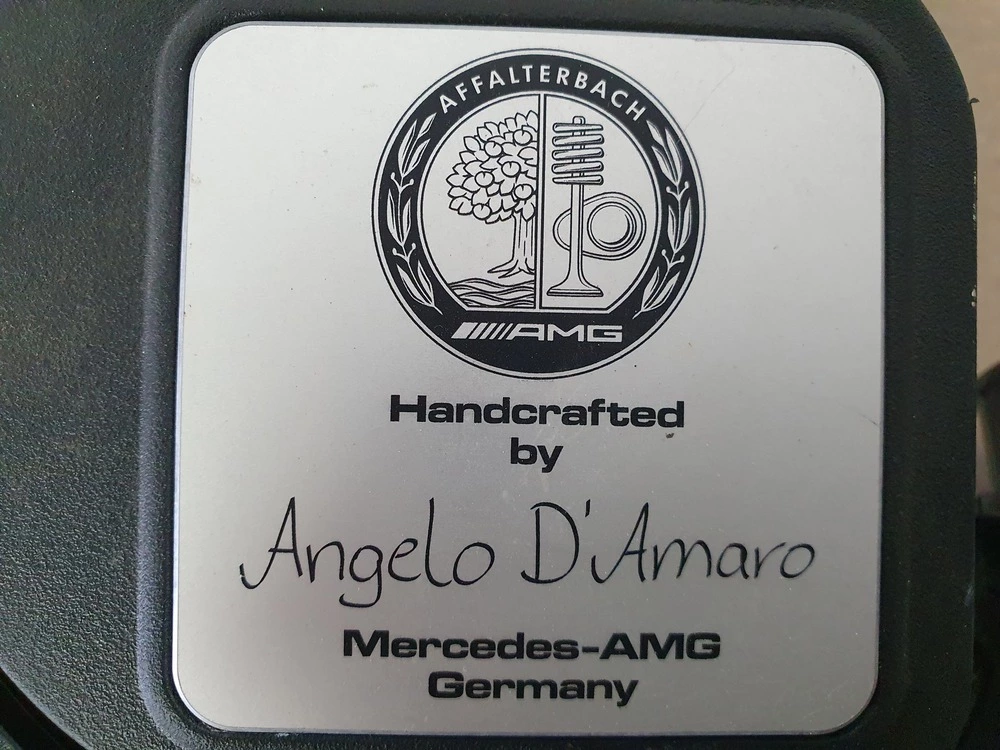 AFFALTERBACH
AMG
Handcrafted
by
Angelo D'Amaro
Mercedes-AMG
Germany